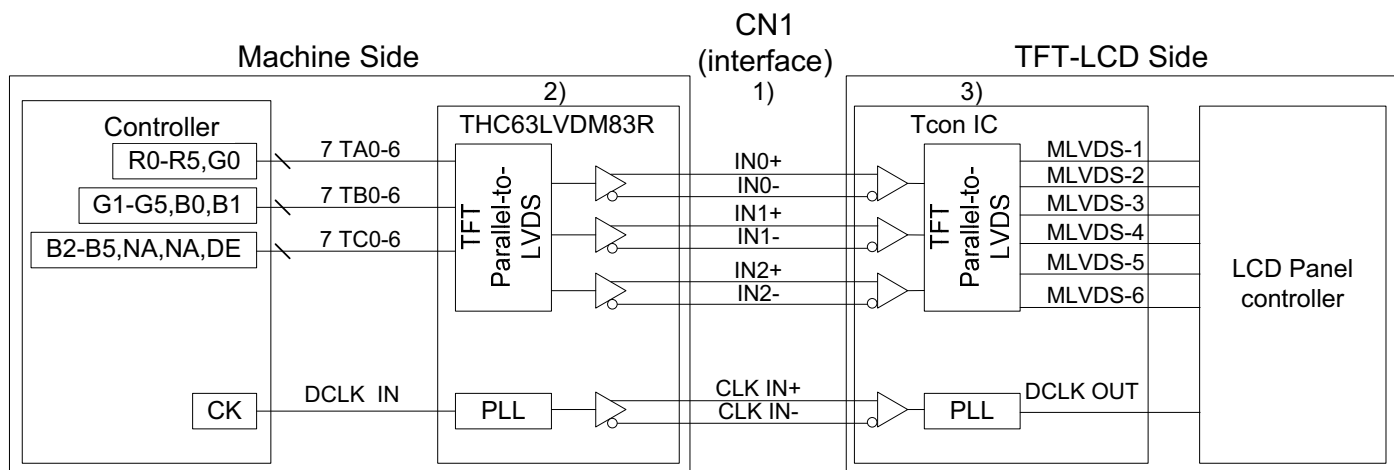 CN1
(interface)
1)
Machine Side
TFT-LCD Side
2)
3)
Controller
THC63LVDM83R
Tcon IC
R0-R5,G0
7 TA0-6
G1-G5,B0,B1
7 TB0-6
B2-B5,NA,NA,DE
7 TC0-6
TFT
Parallel-to-
LVDS
IN0+
IN0-
IN1+
IN1-
IN2+
IN2-
TFT
Parallel-to-
LVDS
MLVDS-1
MLVDS-2
MLVDS-3
MLVDS-4
MLVDS-5
MLVDS-6
LCD Panel
controller
CK
DCLK IN
PLL
CLK IN+
CLK IN-
PLL
DCLK OUT